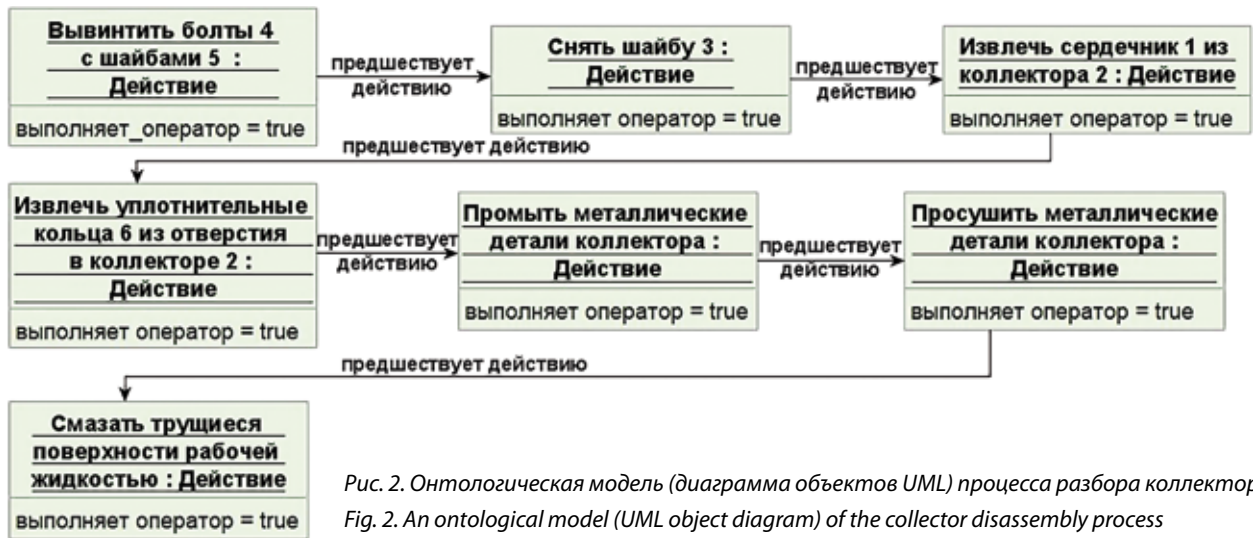 Вывинтить болты 4
с шайбами 5 :
Действие
выполняет_оператор = true
предшествует
действию
Снять шайбу 3 :
Действие
выполняет оператор = true
предшествует
действию
Извлечь сердечник 1 из
коллектора 2 : Действие
выполняет оператор = true
предшествует действию
Извлечь уплотнительные
кольца 6 из отверстия
в коллекторе 2 :
Действие
выполняет оператор = true
предшествует
действию
Промыть металлические
детали коллектора :
Действие
выполняет оператор = true
предшествует
действию
Просушить металлические
детали коллектора :
Действие
выполняет оператор = true
предшествует действию
Смазать трущиеся
поверхности рабочей
жидкостью : Действие
выполняет оператор = true
Рис. 2. Онтологическая модель (диаграмма объектов UML) процесса разбора коллектор
Fig. 2. An ontological model (UML object diagram) of the collector disassembly process